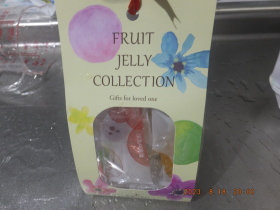 FRUIT
JELLY
COLLECTION
Gifts for loved one